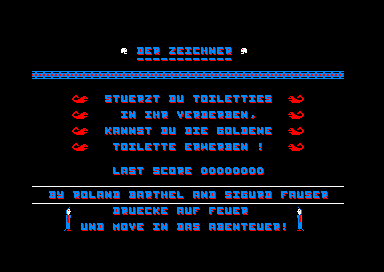 DER ZEICHNER
STUERZT DU TOILETTIES
IN IHR VERDERBEN,
KANNST DU DIE GOLDENE
TOILETTE ERWERBEN !
LAST SCORE 00000000
BY ROLAND BARTHEL AND SIGURD FAUSER
DRUECKE AUF FEUER
UND MOVE IN DAS ABENTEUER!